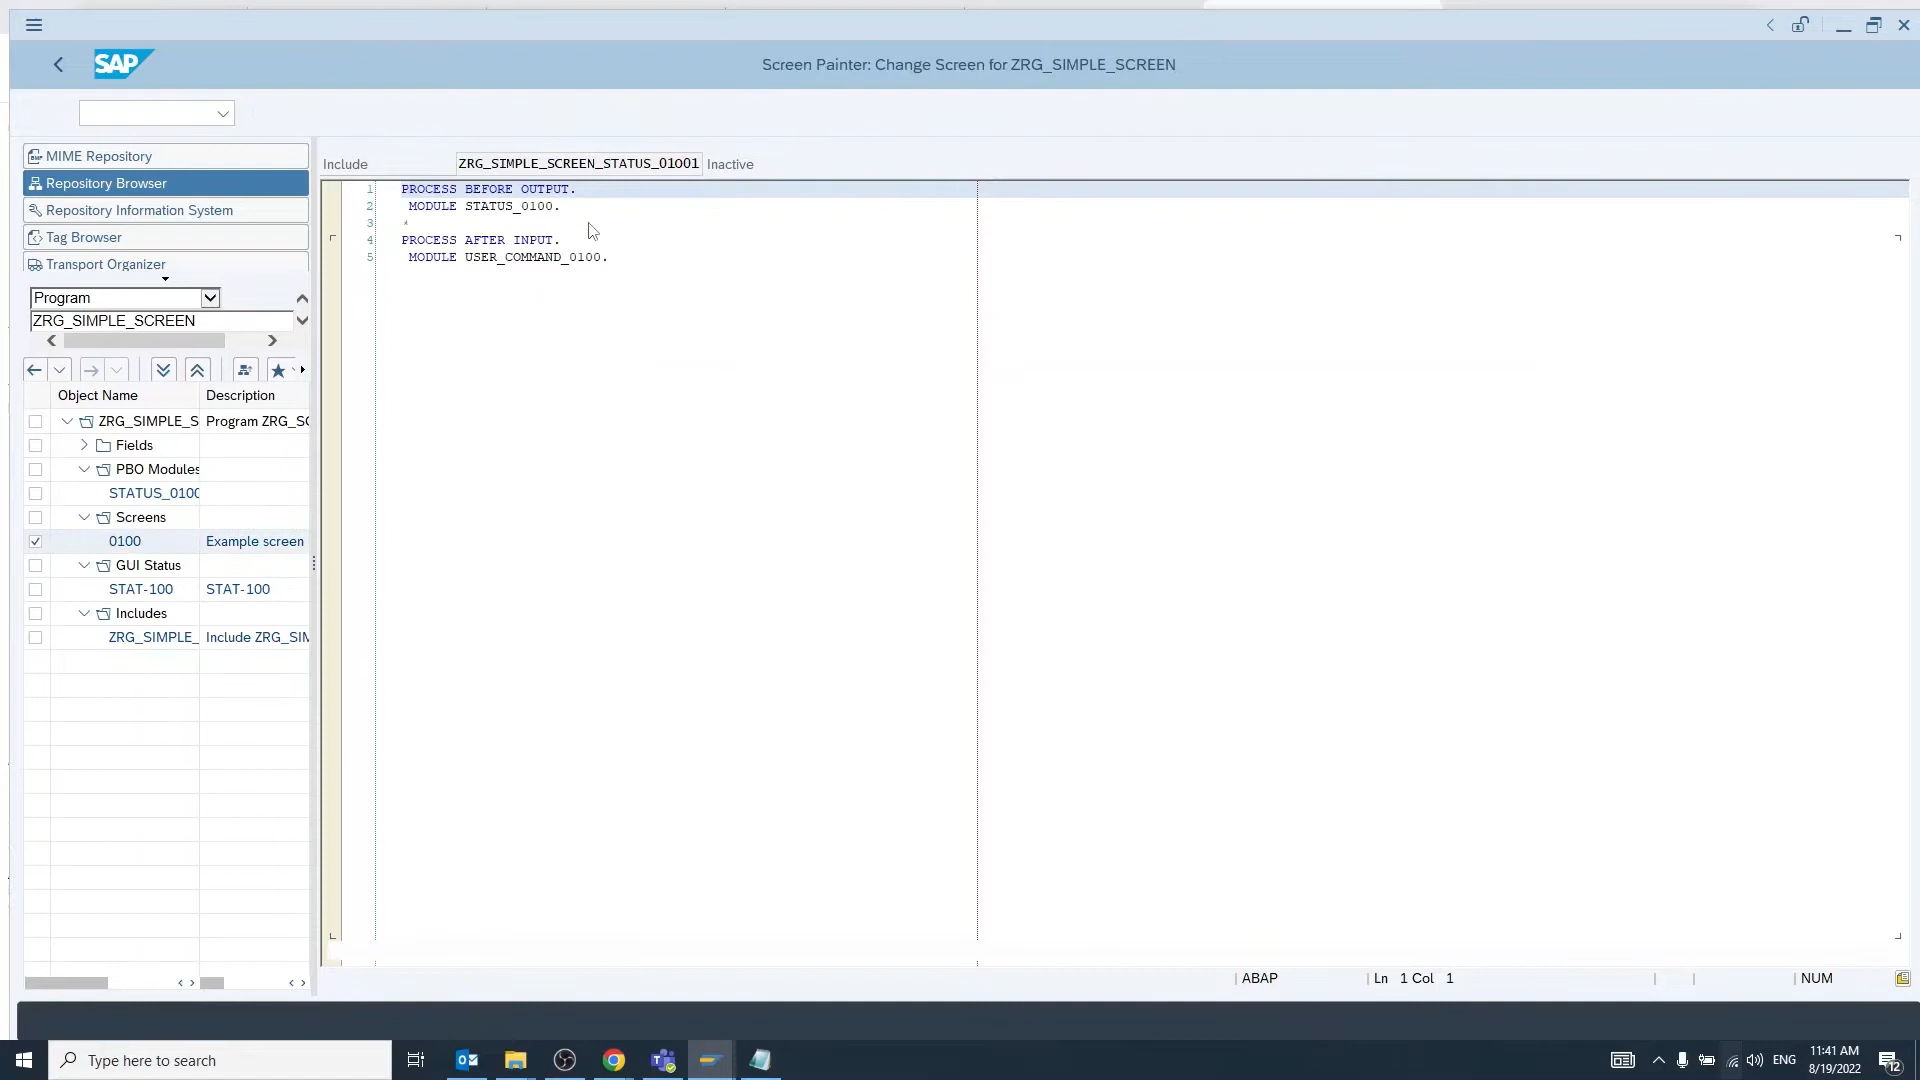 SAP
Screen Painter: Change Screen for ZRG_SIMPLE_SCREEN
MIME Repository
Repository Browser
Repository Information System
Tag Browser
Transport Organizer
Program
ZRG_SIMPLE_SCREEN
Object Name Description
ZRG_SIMPLE_S Program ZRG_SC
Fields
PBO Modules
STATUS_0100
Screens
0100 Example screen
GUI Status
STAT-100 STAT-100
Includes
ZRG_SIMPLE_ Include ZRG_SIM
Include ZRG_SIMPLE_SCREEN_STATUS_01O01 Inactive
1 PROCESS BEFORE OUTPUT.
2 MODULE STATUS_0100.
3 *
4 PROCESS AFTER INPUT.
5 MODULE USER_COMMAND_0100.
ABAP Ln 1 Col 1 NUM
Type here to search
ENG
11:41 AM
8/19/2022
12